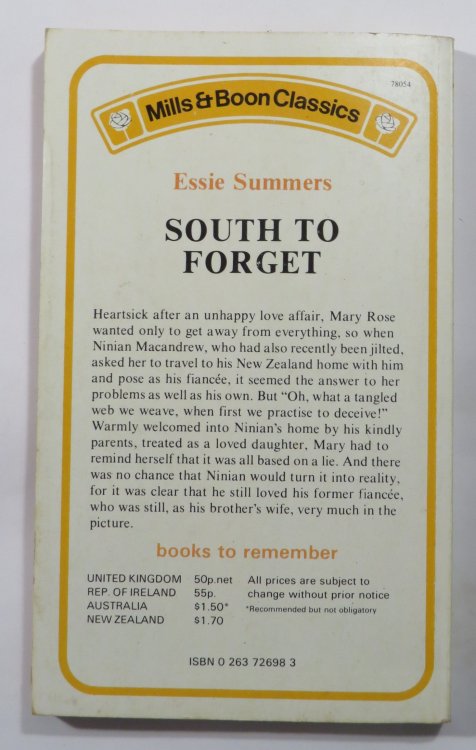 78054
Mills & Boon Classics
Essie Summers
SOUTH TO
FORGET
Heartsick after an unhappy love affair, Mary Rose
wanted only to get away from everything, so when
Ninian Macandrew, who had also recently been jilted,
asked her to travel to his New Zealand home with him
and pose as his fiancée, it seemed the answer to her
problems as well as his own. But “Oh, what a tangled
web we weave, when first we practise to deceive!”
Warmly welcomed into Ninian's home by his kindly
parents, treated as a loved daughter, Mary had to
remind herself that it was all based on a lie. And there
was no chance that Ninian would turn it into reality,
for it was clear that he still loved his former fiancée,
who was still, as his brother's wife, very much in the
picture.
books to remember
UNITED KINGDOM 50p.net
REP. OF IRELAND 55p.
AUSTRALIA $1.50*
NEW ZEALAND $1.70
All prices are subject to
change without prior notice
*Recommended but not obligatory
ISBN 0 263 72698 3